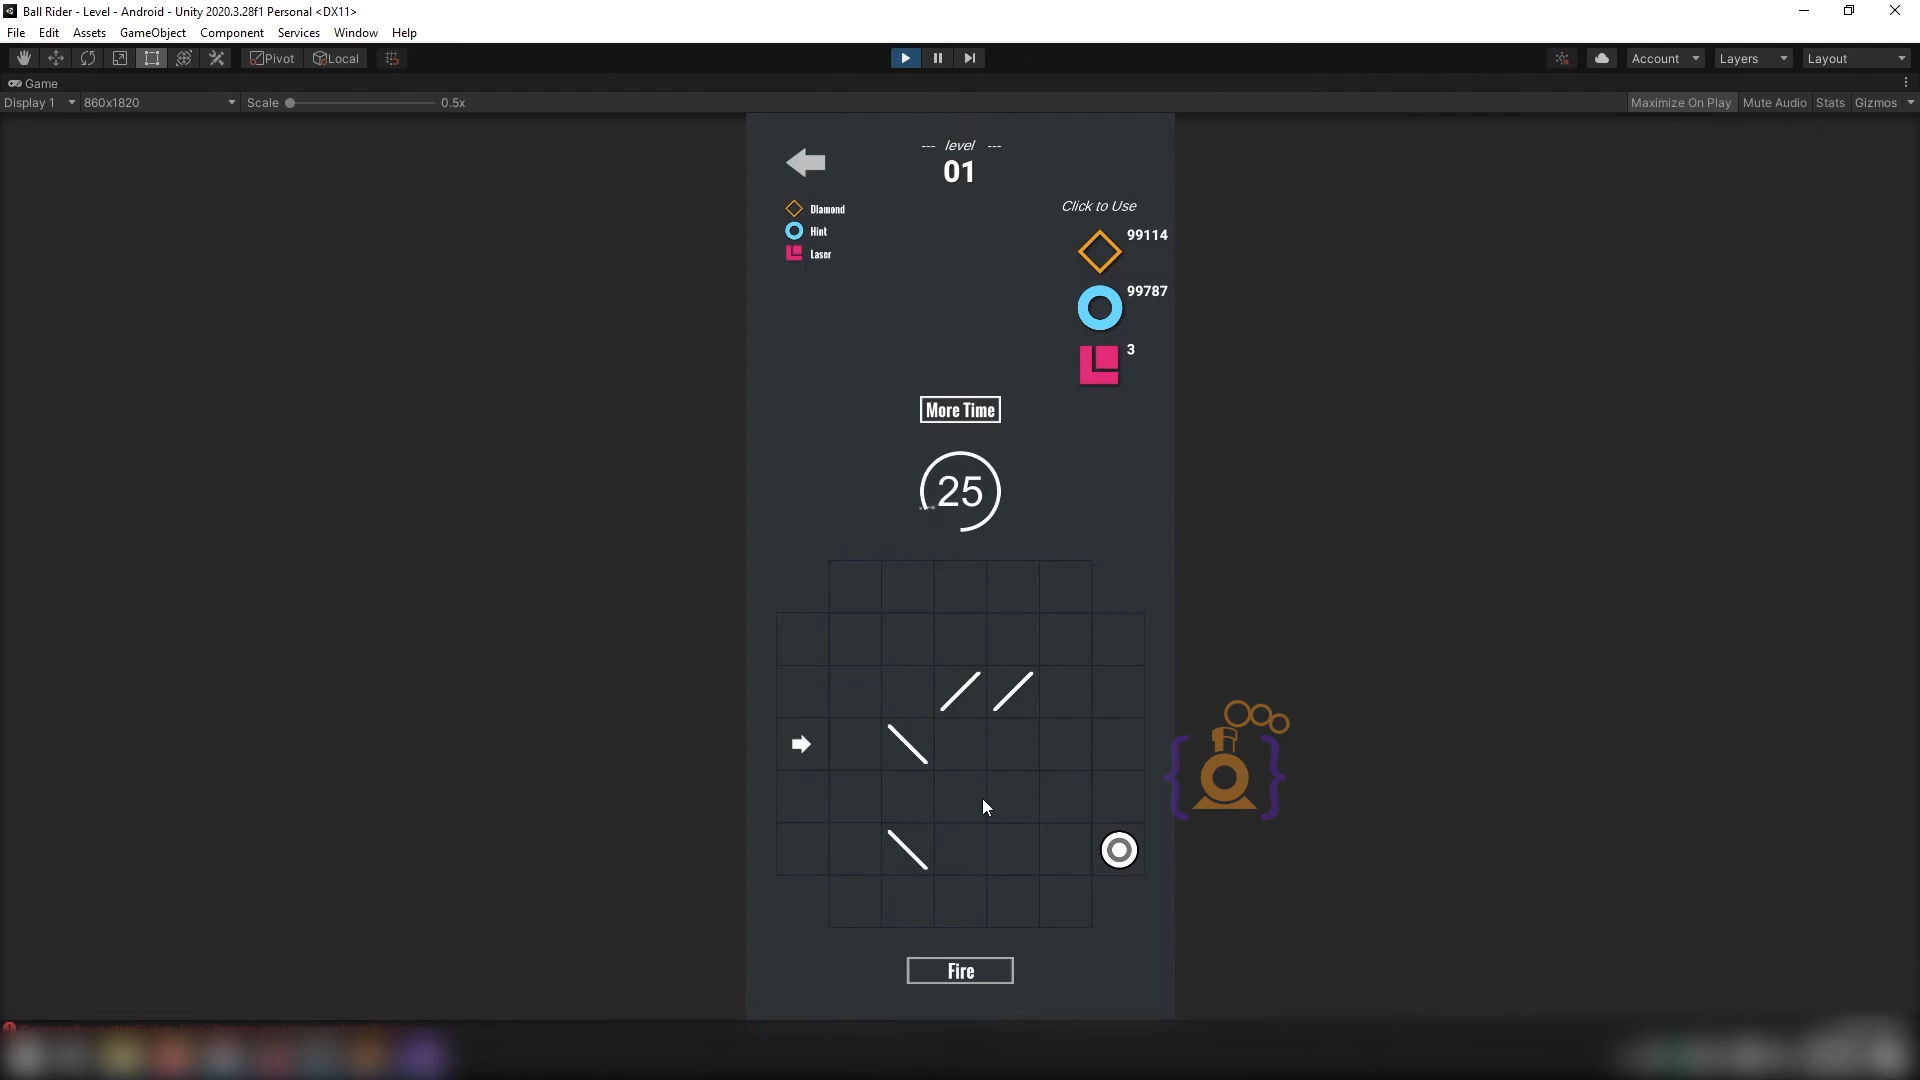 Ball Rider - Level - Android - Unity 2020.3.28f1 Personal <DX11>
File Edit Assets GameObject Component Services Window Help
Pivot Local Account Layers Layout
Game
Display 1 860x1820 Scale 0.5x Maximize On Play Mute Audio Stats Gizmos
--- level ---
01
Diamond
Hint
Laser
Click to Use
99114
99787
3
More Time
25
Fire